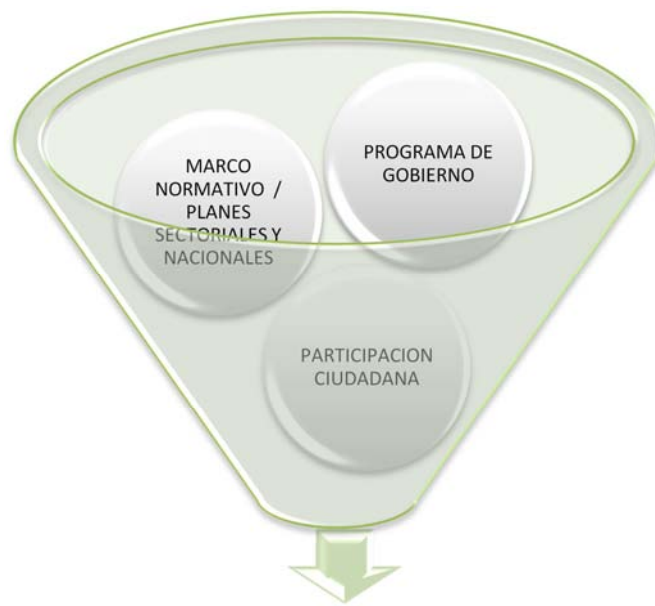 MARCO
NORMATIVO /
PLANES
SECTORIALES Y
NACIONALES
PROGRAMA DE
GOBIERNO
PARTICIPACION
CIUDADANA